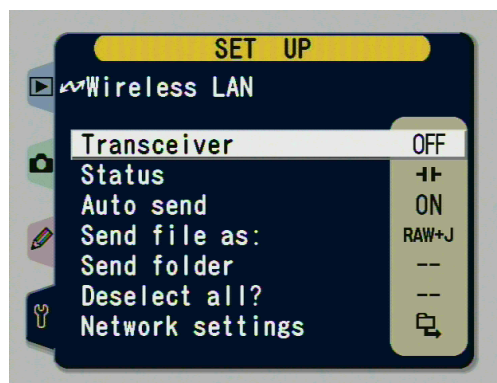 SET UP
Wireless LAN
Transceiver OFF
Status
Auto send ON
Send file as: RAW+J
Send folder --
Deselect all? --
Network settings